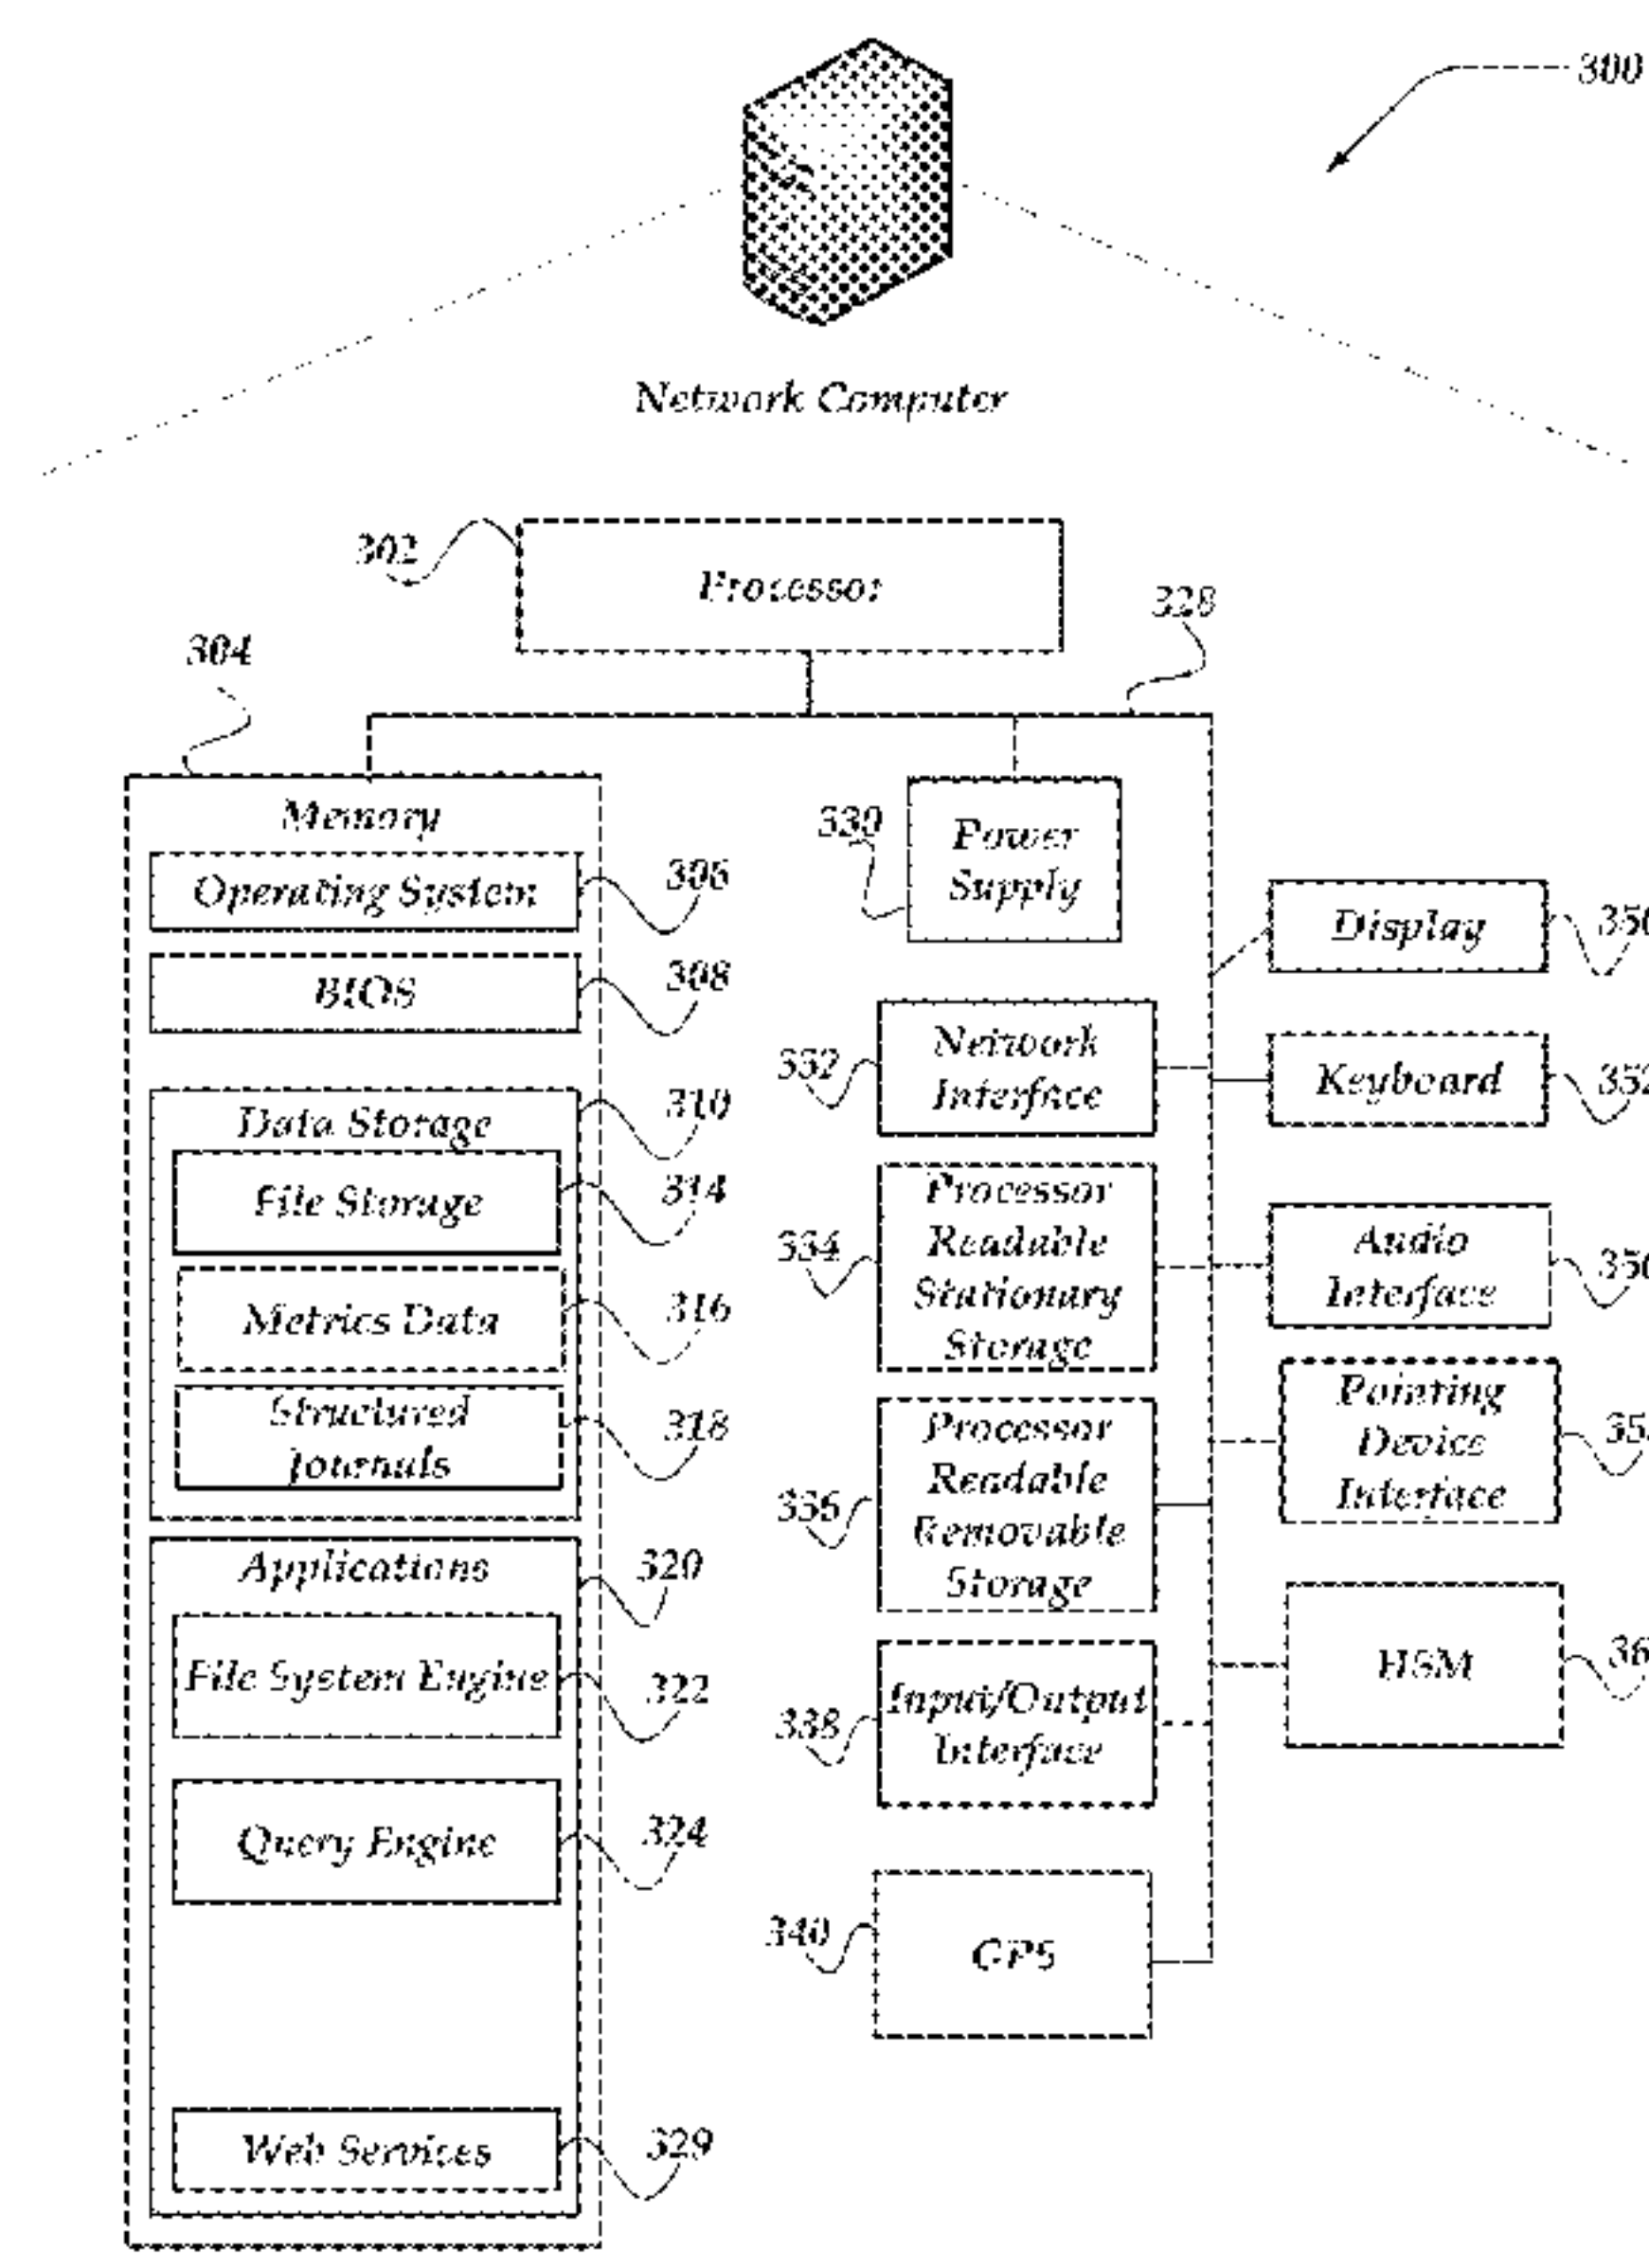 300
Network Computer
302
Processor
328
304
Memory
Operating System
306
BIOS
308
Data Storage
310
File Storage
314
Metrics Data
316
Structured
Journals
318
Applications
320
File System Engine
322
Query Engine
324
Web Services
329
330
Power
Supply
332
Network
Interface
334
Processor
Readable
Stationary
Storage
336
Processor
Readable
Removable
Storage
338
Input/Output
Interface
340
GPS
Display
350
Keyboard
352
Audio
Interface
Pointing
Device
Interface
HSM